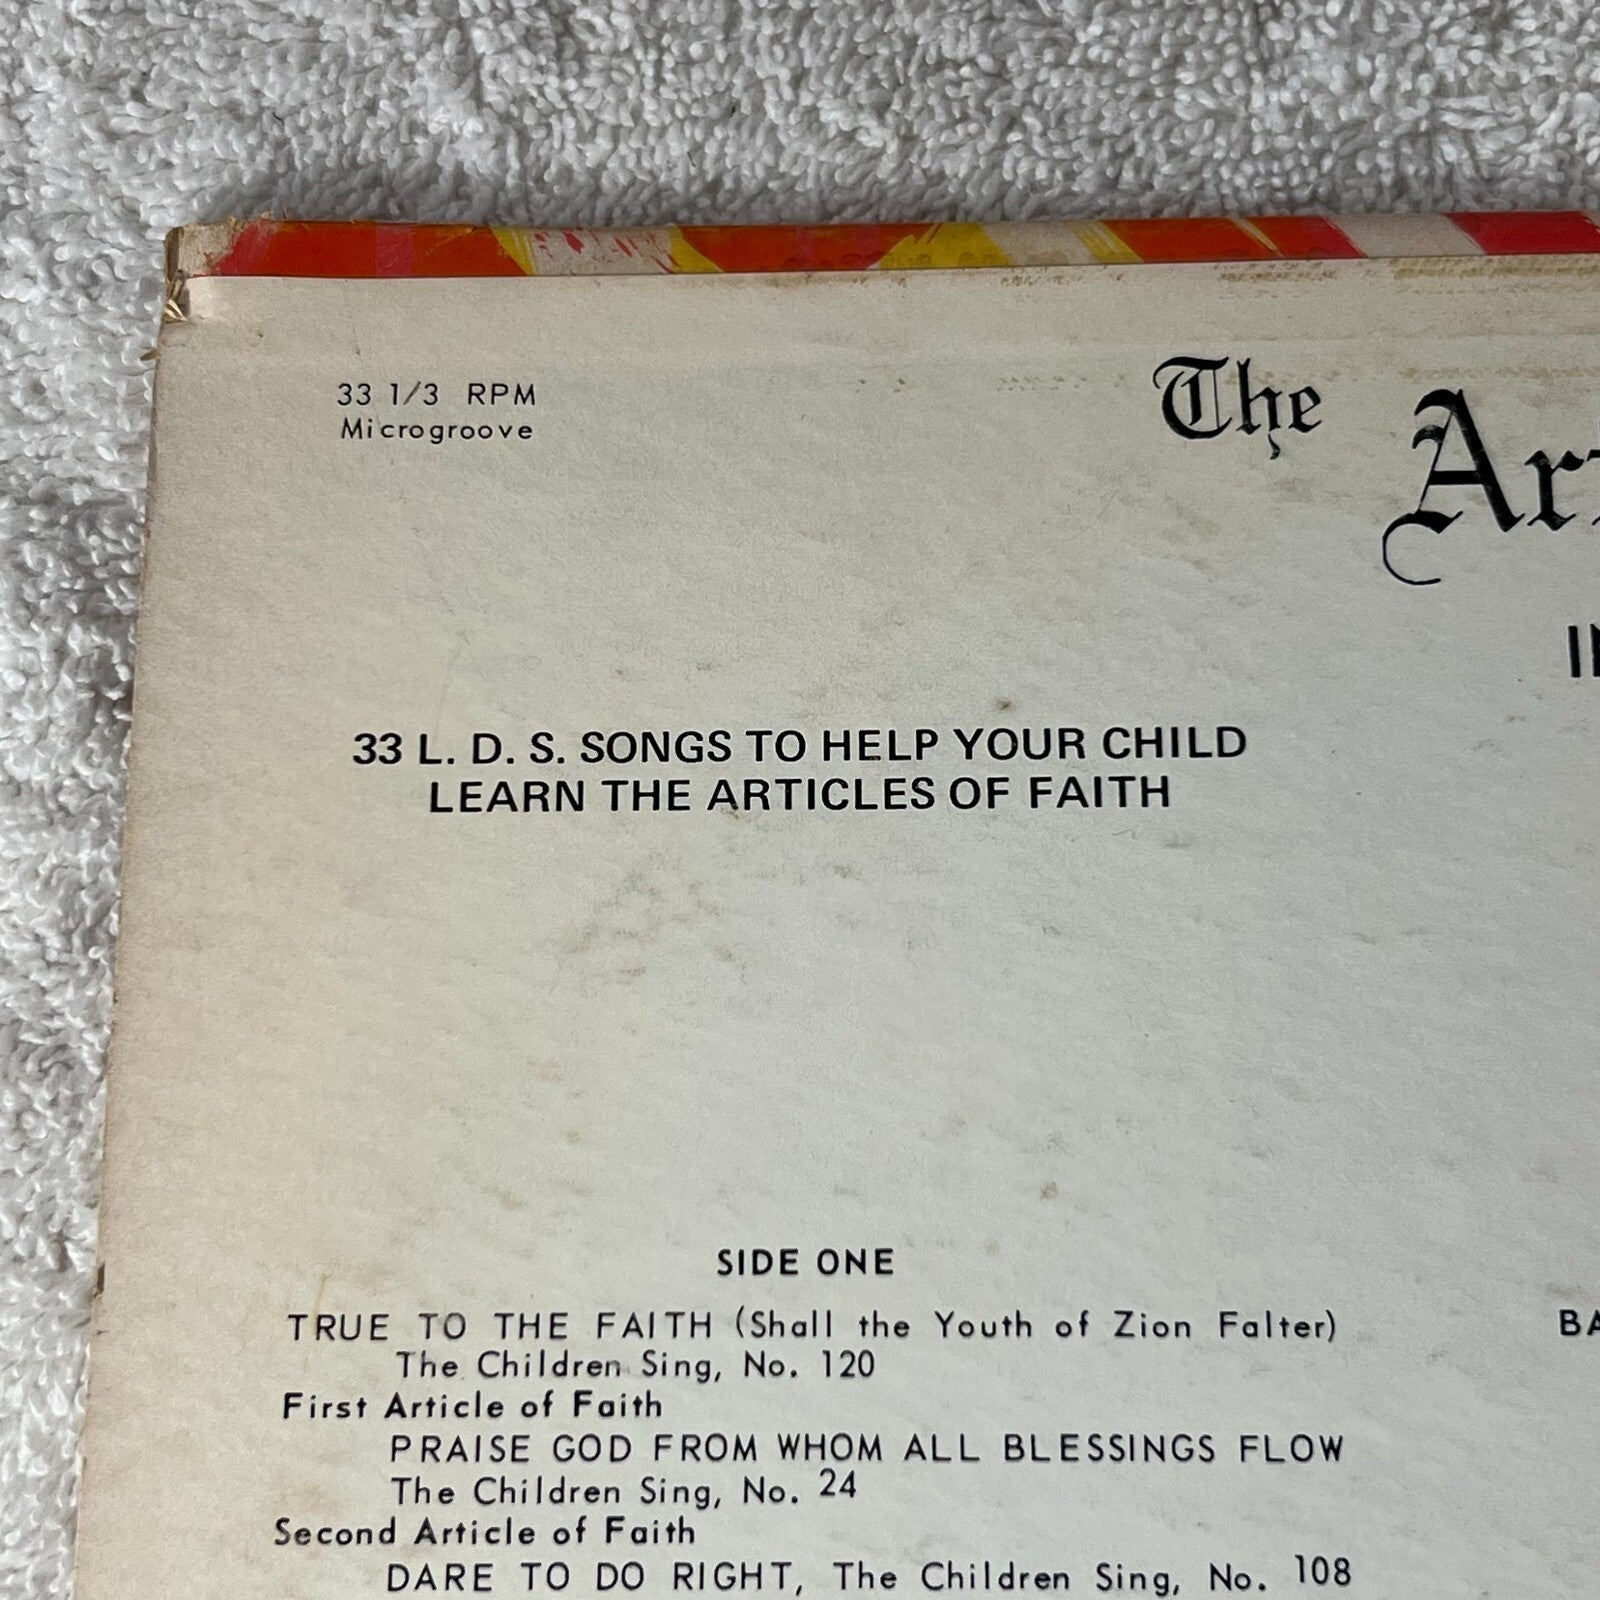 33 1/3 RPM
Microgroove
The
33 L. D. S. SONGS TO HELP YOUR CHILD
LEARN THE ARTICLES OF FAITH
SIDE ONE
TRUE TO THE FAITH (Shall the Youth of Zion Falter)
The Children Sing, No. 120
First Article of Faith
PRAISE GOD FROM WHOM ALL BLESSINGS FLOW
The Children Sing, No. 24
Second Article of Faith
DARE TO DO RIGHT, The Children Sing, No. 108